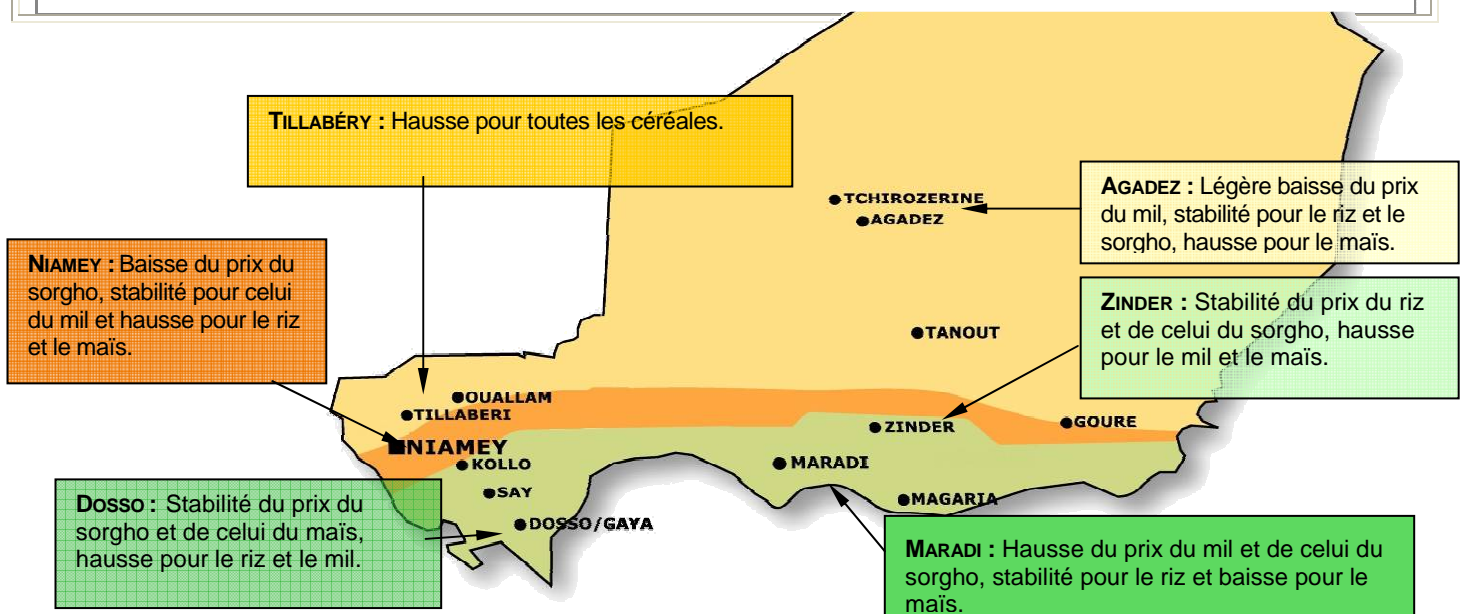 TILLABÉRY : Hausse pour toutes les céréales.
AGADEZ : Légère baisse du prix
du mil, stabilité pour le riz et le
sorgho, hausse pour le maïs.
TCHIROZERINE
AGADEZ
NIAMEY : Baisse du prix du
sorgho, stabilité pour celui
du mil et hausse pour le riz
et le maïs.
ZINDER : Stabilité du prix du riz
et de celui du sorgho, hausse
pour le mil et le maïs.
TANOUT
OUALLAM
TILLABERI
ZINDER
GOURE
NIAMEY
KOLLO
MARADI
SAY
MAGARIA
DOSSO/GAYA
DOSSO : Stabilité du prix du
sorgho et de celui du maïs,
hausse pour le riz et le mil.
MARADI : Hausse du prix du mil et de celui du
sorgho, stabilité pour le riz et baisse pour le
maïs.